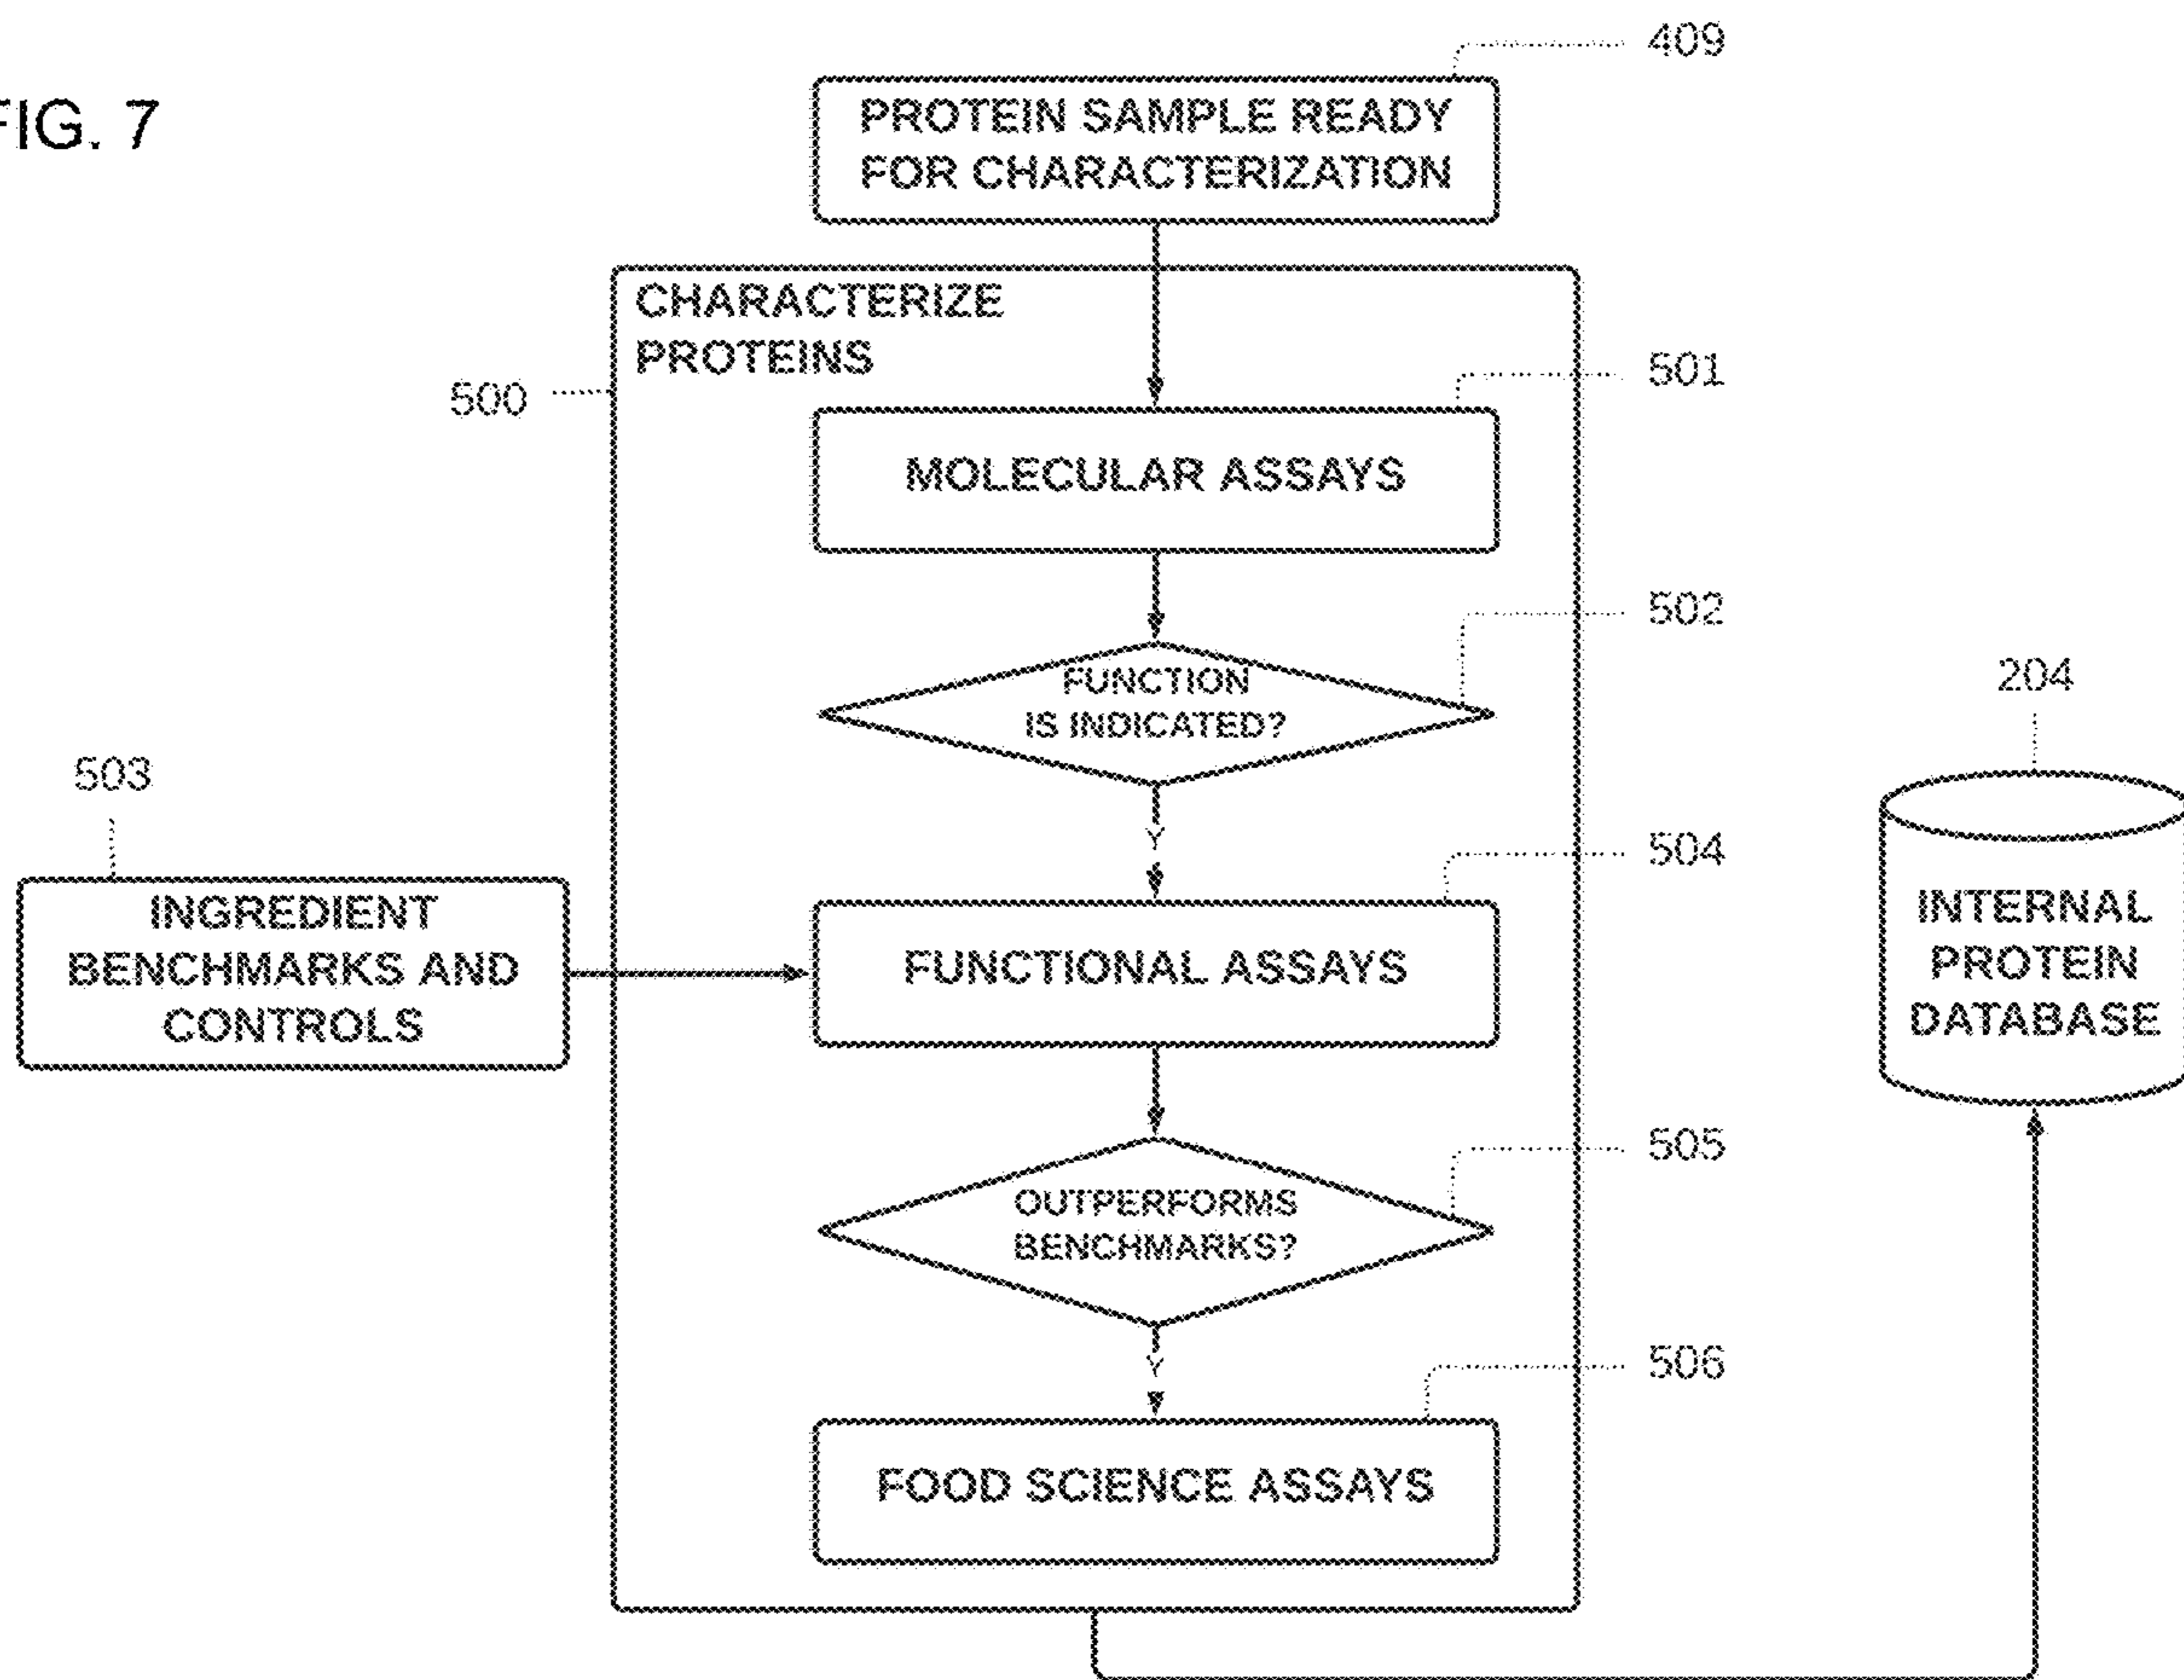 FIG. 7
409
PROTEIN SAMPLE READY
FOR CHARACTERIZATION
CHARACTERIZE
PROTEINS
500
501
MOLECULAR ASSAYS
502
FUNCTION
IS INDICATED?
Y
503
INGREDIENT
BENCHMARKS AND
CONTROLS
504
FUNCTIONAL ASSAYS
505
OUTPERFORMS
BENCHMARKS?
Y
506
FOOD SCIENCE ASSAYS
204
INTERNAL
PROTEIN
DATABASE